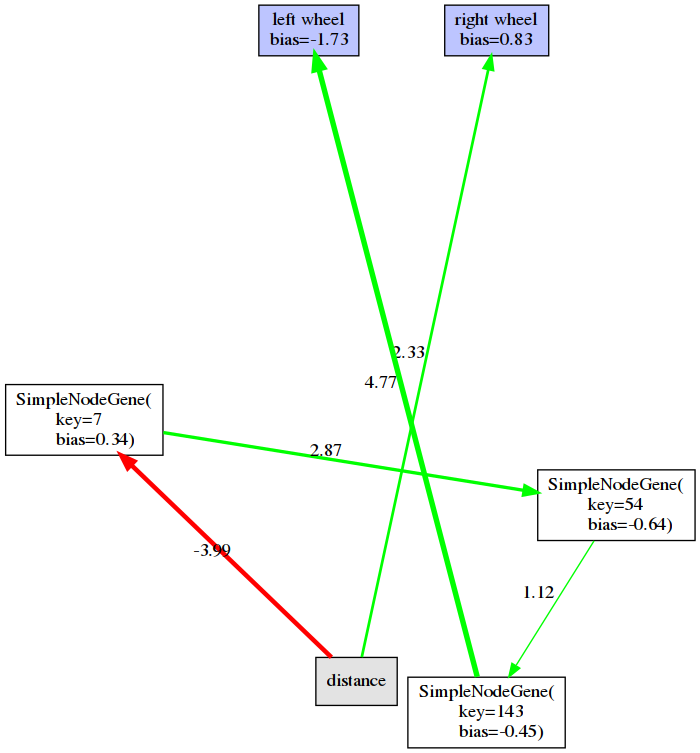 left wheel
bias=-1.73
right wheel
bias=0.83
2.33
4.77
SimpleNodeGene(
key=7
bias=0.34)
2.87
SimpleNodeGene(
key=54
bias=-0.64)
-3.99
1.12
distance
SimpleNodeGene(
key=143
bias=-0.45)